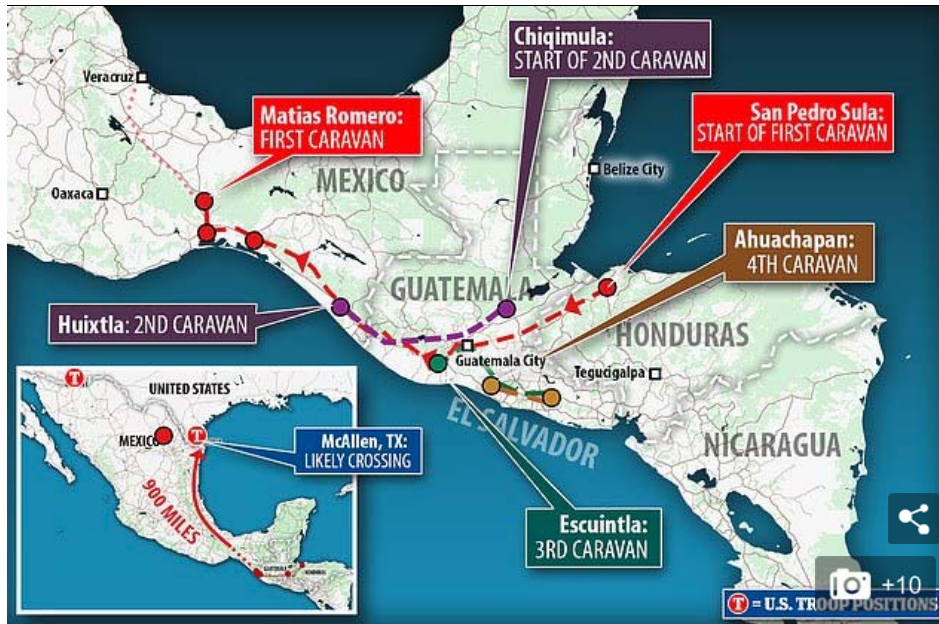 Chiqimula:
START OF 2ND CARAVAN
Veracruz
Matias Romero:
FIRST CARAVAN
San Pedro Sula:
START OF FIRST CARAVAN
Oaxaca
MEXICO
Belize City
Ahuachapan:
4TH CARAVAN
GUATEMALA
Huixtla: 2ND CARAVAN
HONDURAS
Guatemala City
Tegucigalpa
EL SALVADOR
NICARAGUA
Escuintla:
3RD CARAVAN
T
UNITED STATES
MEXICO
T
McALLEN, TX:
LIKELY CROSSING
900 MILES
GUATEMALA
HONDURAS
+10
T = U.S. TROOP POSITIONS